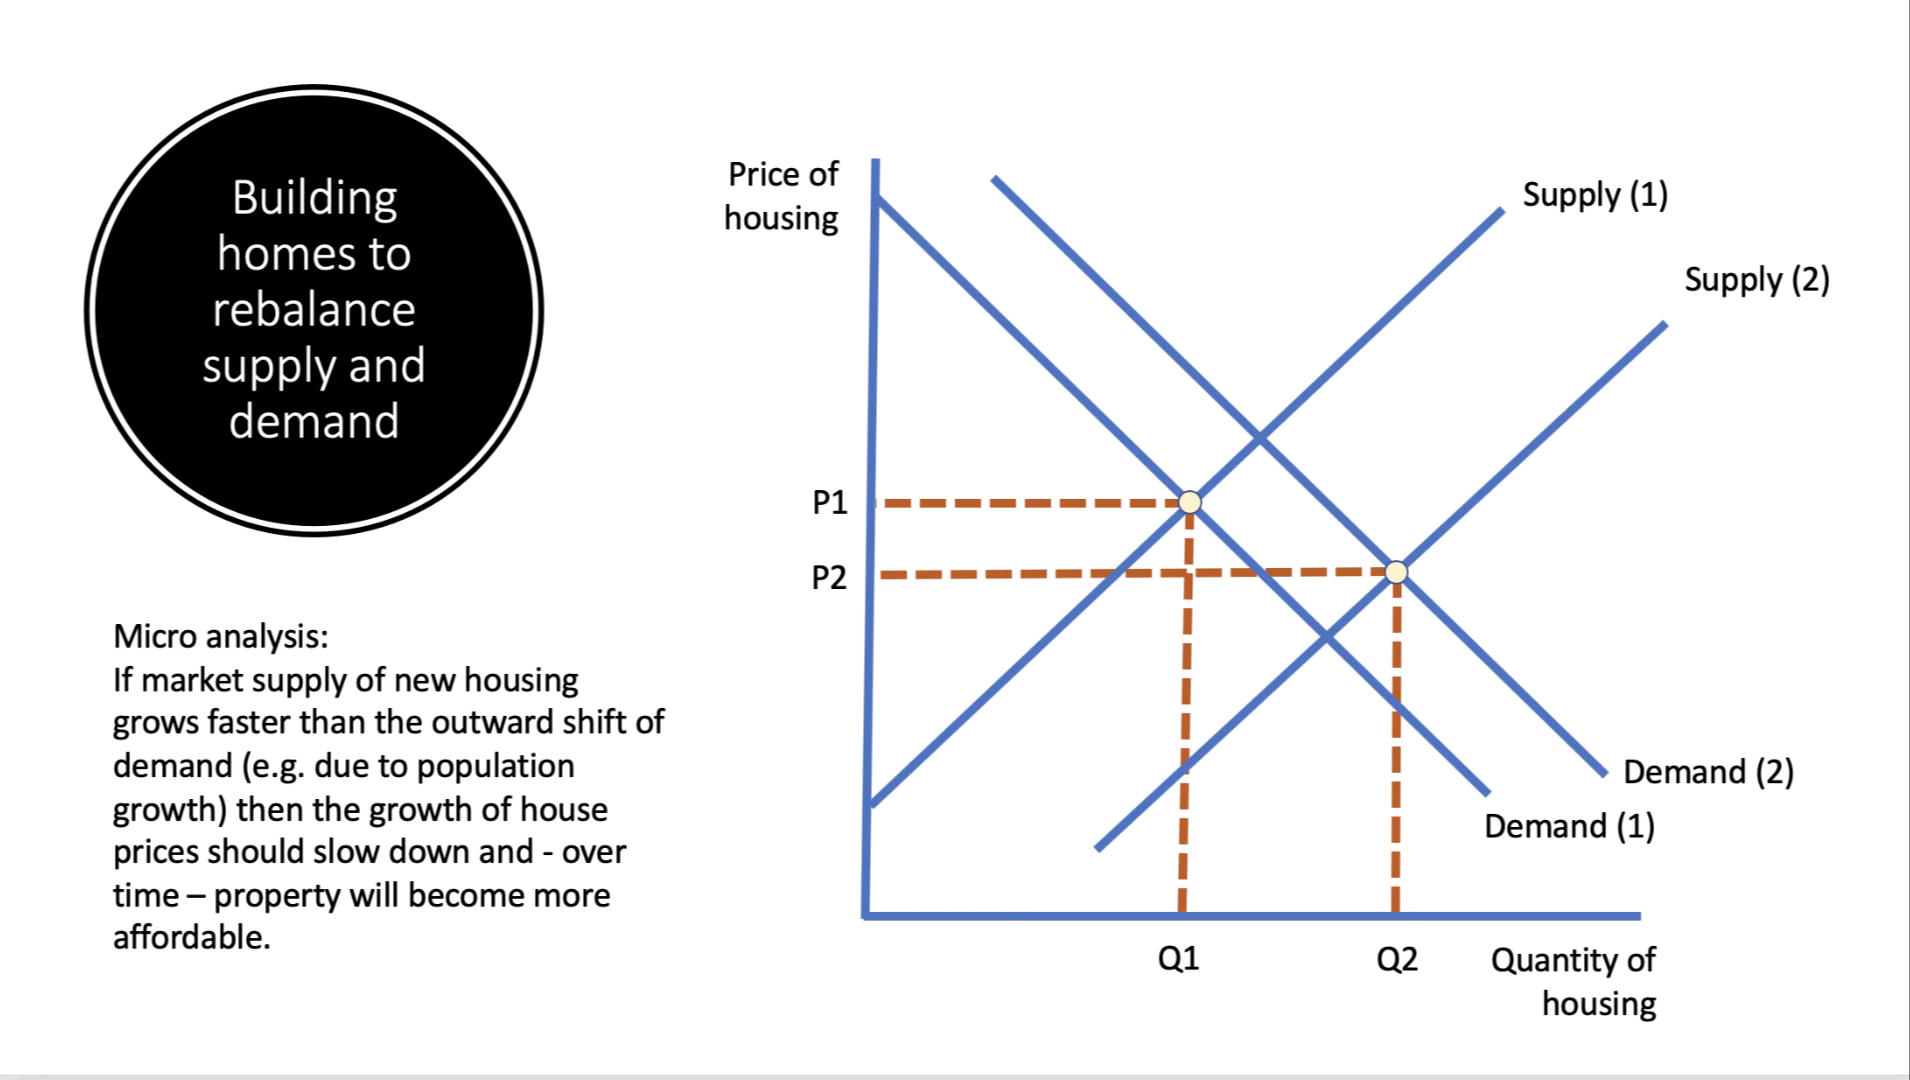 Building
homes to
rebalance
supply and
demand
Micro analysis:
If market supply of new housing
grows faster than the outward shift of
demand (e.g. due to population
growth) then the growth of house
prices should slow down and - over
time – property will become more
affordable.
Price of
housing
Supply (1)
Supply (2)
P1
P2
Demand (2)
Demand (1)
Q1
Q2
Quantity of
housing